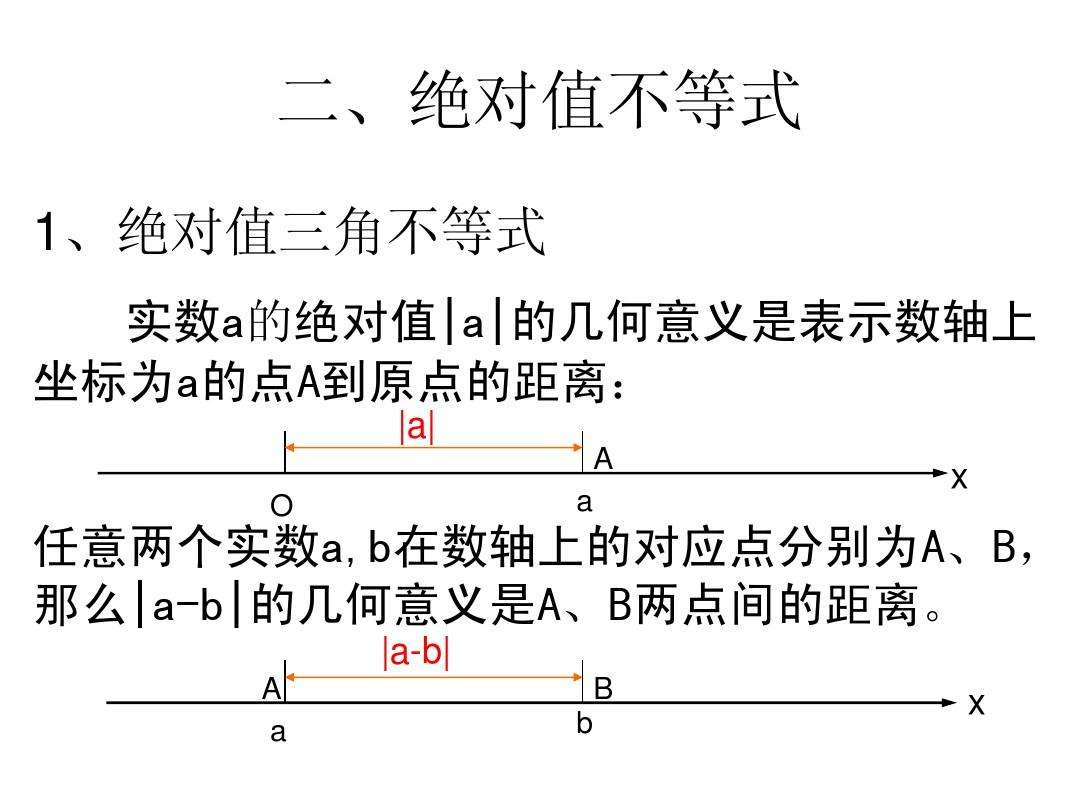 二、绝对值不等式
1、绝对值三角不等式
实数a的绝对值|a|的几何意义是表示数轴上
坐标为a的点A到原点的距离：
|a|
A
x
O
a
任意两个实数a,b在数轴上的对应点分别为A、B，
那么|a-b|的几何意义是A、B两点间的距离。
|a-b|
A
B
x
a
b